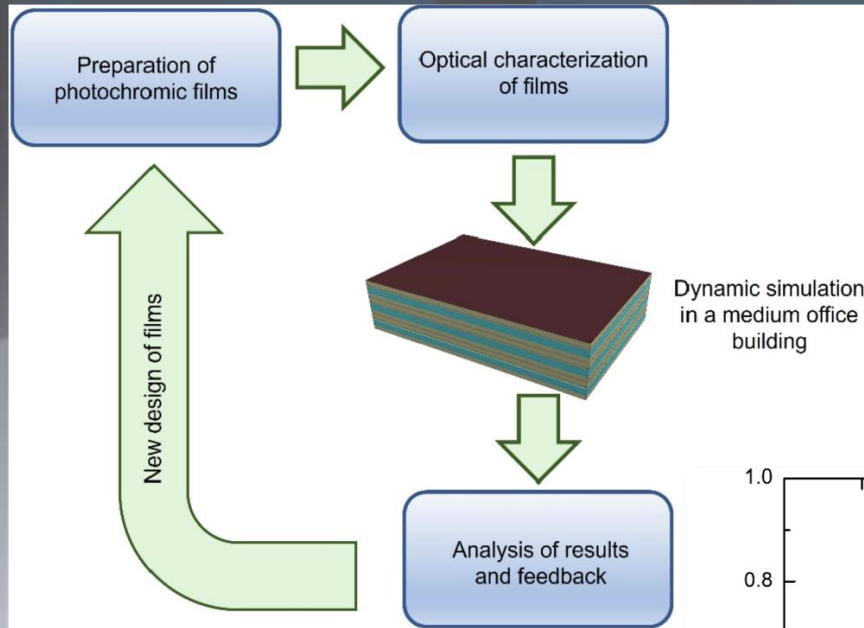 Preparation of
photochromic films
Optical characterization
of films
Dynamic simulation
in a medium office
building
New design of films
Analysis of results
and feedback
1.0
0.8